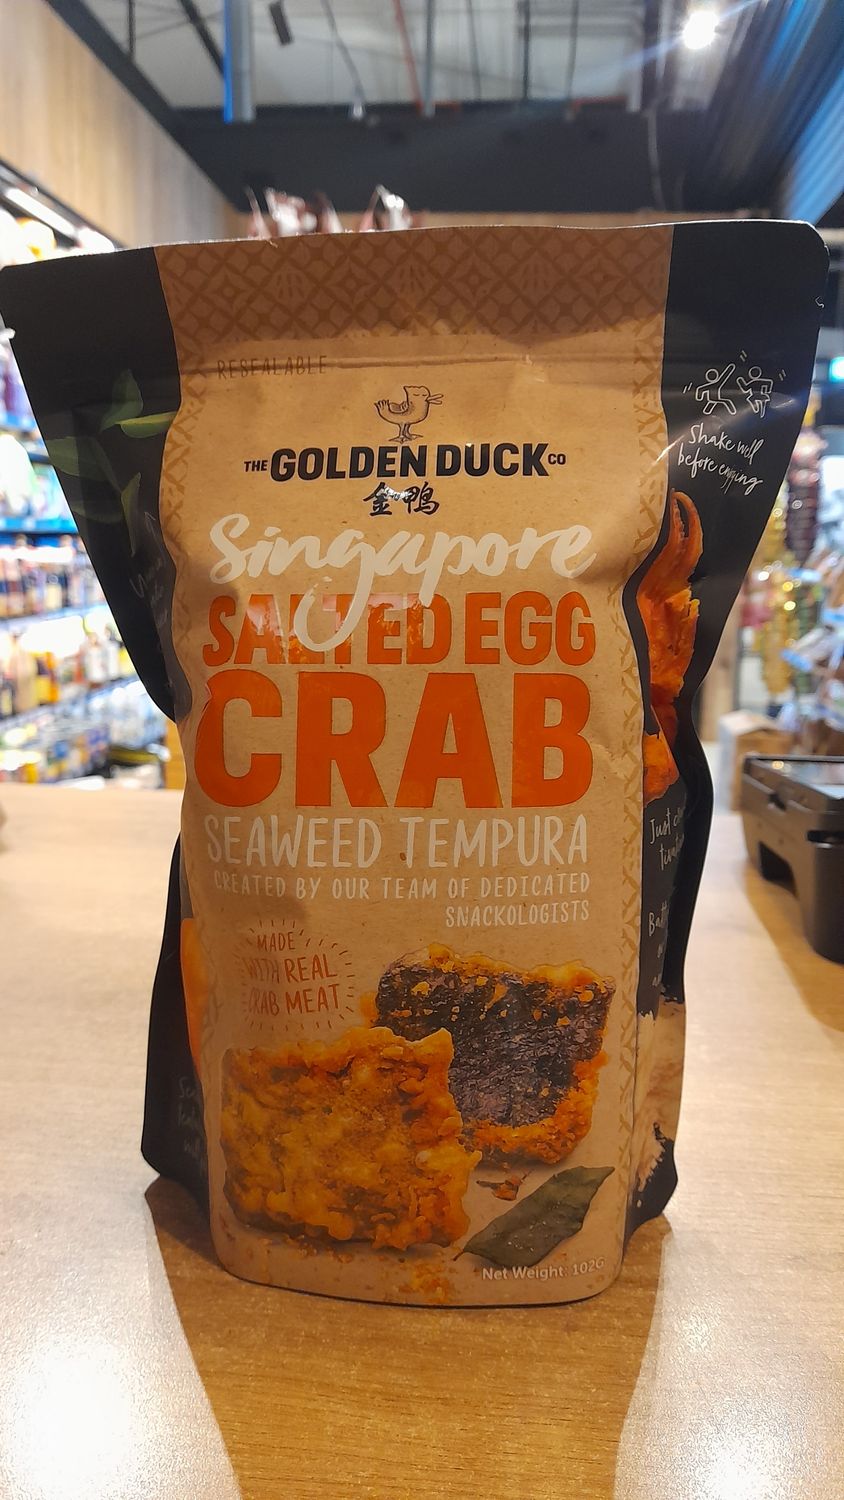 RESEALABLE
THE GOLDEN DUCK CO
金鴨
Singapore
SALTED EGG
CRAB
SEAWEED TEMPURA
CREATED BY OUR TEAM OF DEDICATED
SNACKOLOGISTS
MADE
WITH REAL
CRAB MEAT
Net Weight: 102G
Shake well
before enjoying
Just